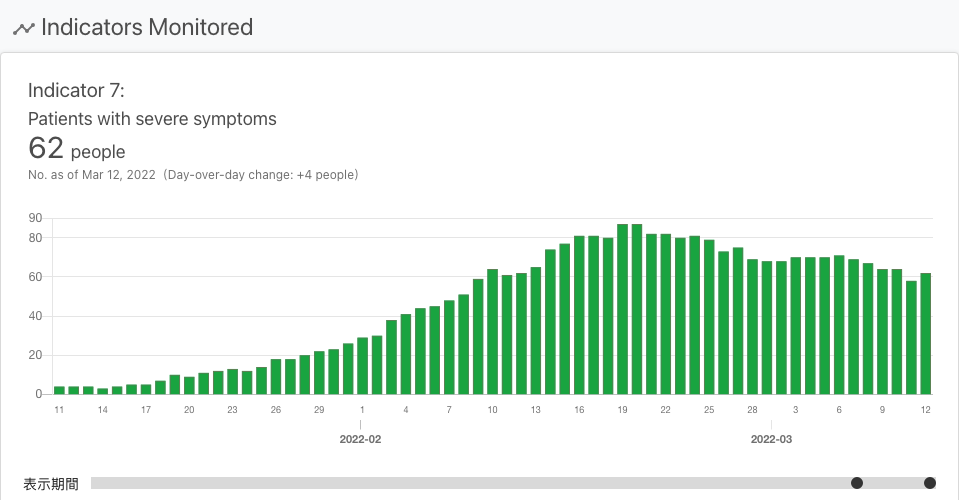 Indicators Monitored
Indicator 7:
Patients with severe symptoms
62 people
No. as of Mar 12, 2022 (Day-over-day change: +4 people)
90
80
60
40
20
0
11 14 17 20 23 26 29 1 4 7 10 13 16 19 22 25 28 3 6 9 12
2022-02 2022-03
表示期間